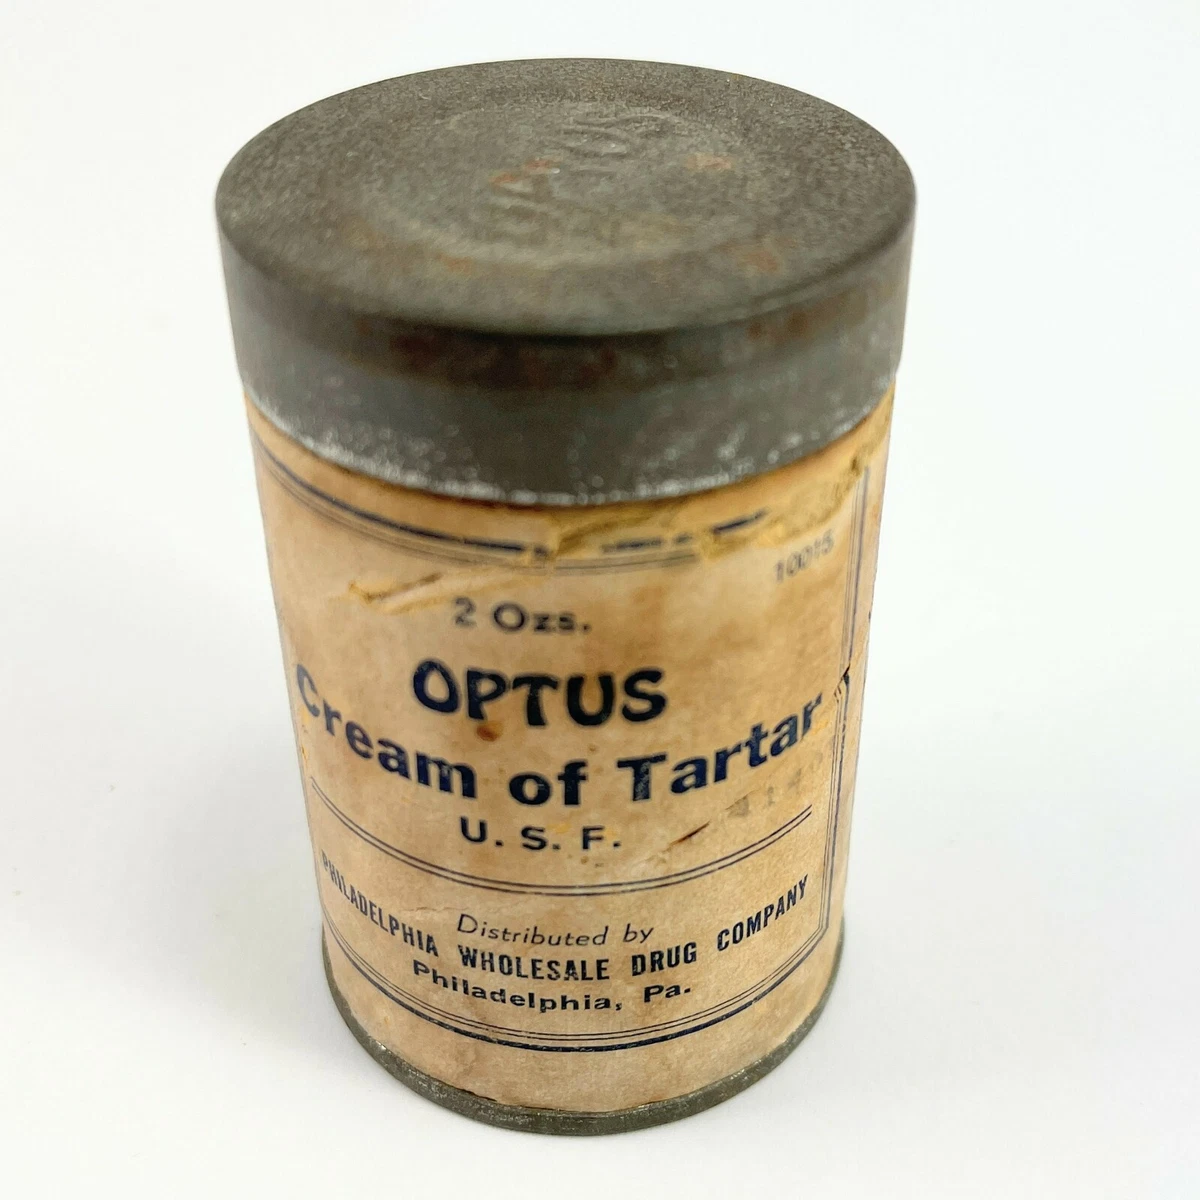 10015
2 Ozs.
OPTUS
Cream of Tartar
U. S. F.
Distributed by
PHILADELPHIA WHOLESALE DRUG COMPANY
Philadelphia, Pa.